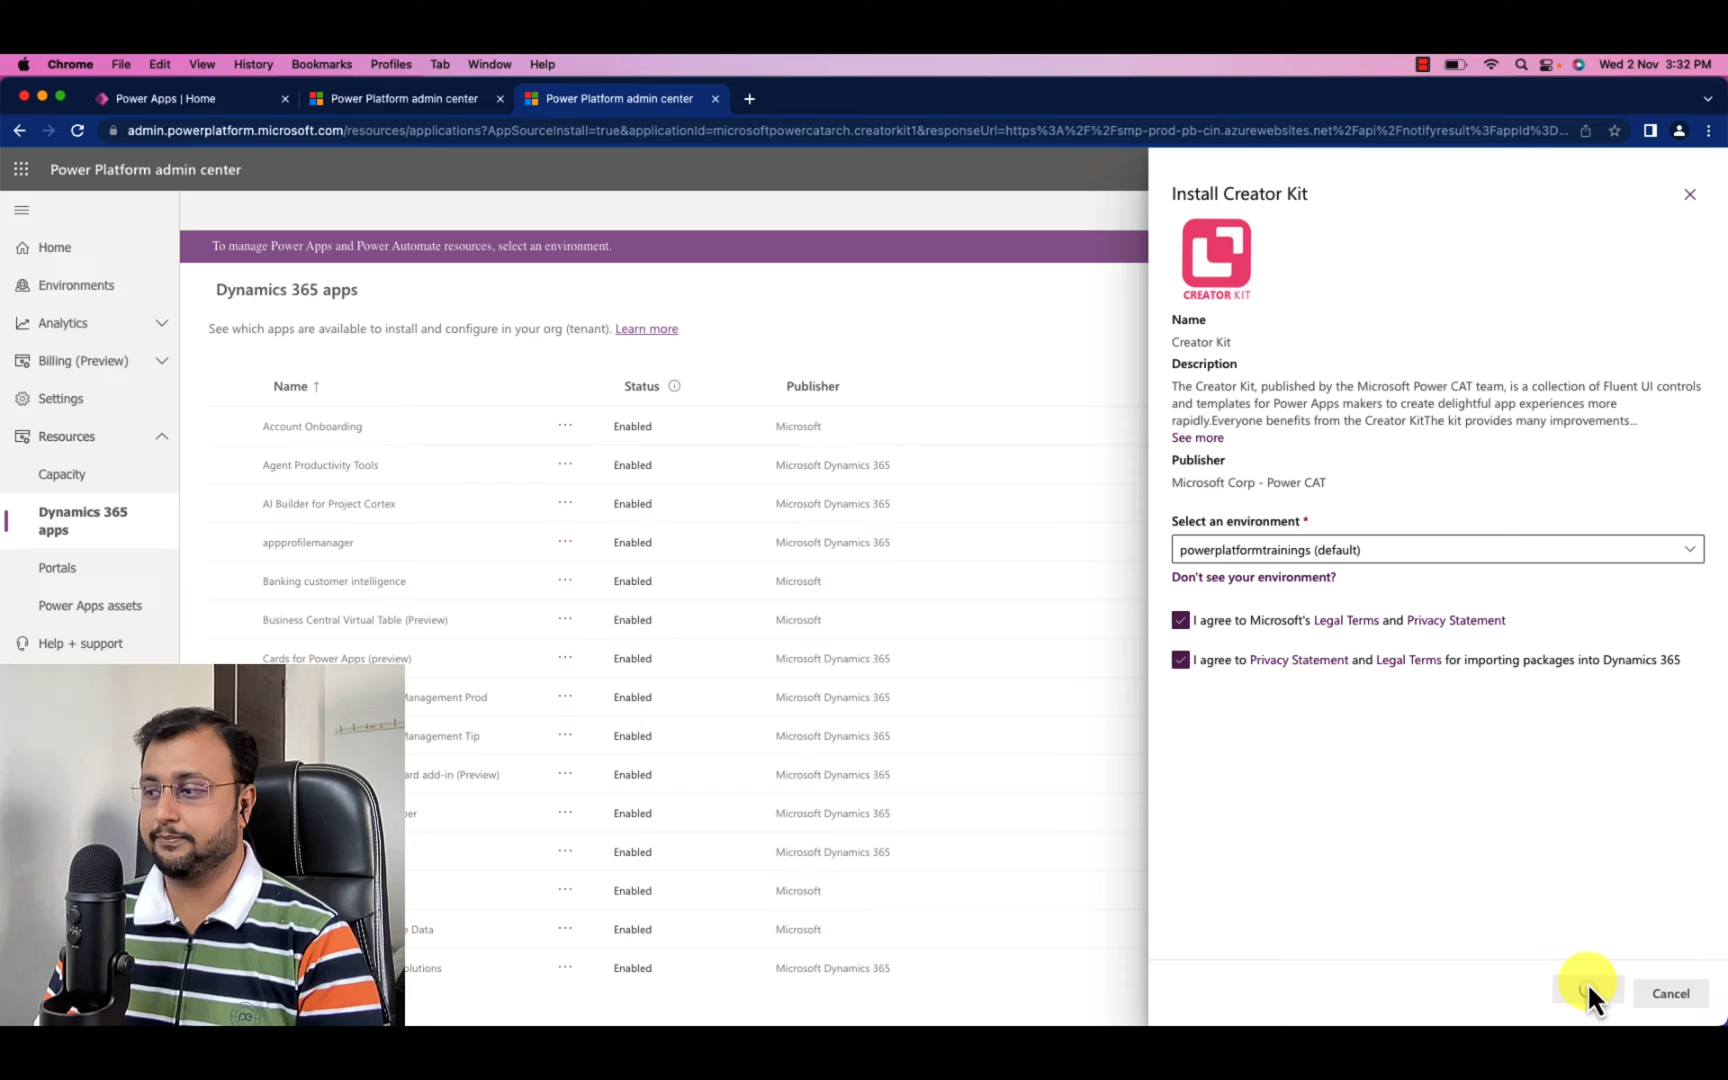 Chrome File Edit View History Bookmarks Profiles Tab Window Help Wed 2 Nov 3:32 PM
Power Apps | Home Power Platform admin center Power Platform admin center
admin.powerplatform.microsoft.com/resources/applications?AppSourceInstall=true&applicationId=microsoftpowercatarch.creatorkit1&responseUrl=https%3A%2F%2Fsmp-prod-pb-cin.azurewebsites.net%2Fapi%2Fnotifyresult%3FappId%3D...
Power Platform admin center
Home
Environments
Analytics
Billing (Preview)
Settings
Resources
Capacity
Dynamics 365
apps
Portals
Power Apps assets
Help + support
To manage Power Apps and Power Automate resources, select an environment.
Dynamics 365 apps
See which apps are available to install and configure in your org (tenant). Learn more
Name ↑ Status Publisher
Account Onboarding ... Enabled Microsoft
Agent Productivity Tools ... Enabled Microsoft Dynamics 365
AI Builder for Project Cortex ... Enabled Microsoft Dynamics 365
appprofilemanager ... Enabled Microsoft Dynamics 365
Banking customer intelligence ... Enabled Microsoft
Business Central Virtual Table (Preview) ... Enabled Microsoft Dynamics 365
Cards for Power Apps (preview) ... Enabled Microsoft Dynamics 365
Management Prod ... Enabled Microsoft Dynamics 365
Management Tip ... Enabled Microsoft Dynamics 365
ard add-in (Preview) ... Enabled Microsoft Dynamics 365
per ... Enabled Microsoft Dynamics 365
... Enabled Microsoft Dynamics 365
... Enabled Microsoft
e Data ... Enabled Microsoft
olutions ... Enabled Microsoft Dynamics 365
Install Creator Kit
CREATOR KIT
Name
Creator Kit
Description
The Creator Kit, published by the Microsoft Power CAT team, is a collection of Fluent UI controls
and templates for Power Apps makers to create delightful app experiences more
rapidly.Everyone benefits from the Creator KitThe kit provides many improvements...
See more
Publisher
Microsoft Corp - Power CAT
Select an environment *
powerplatformtrainings (default)
Don't see your environment?
I agree to Microsoft's Legal Terms and Privacy Statement
I agree to Privacy Statement and Legal Terms for importing packages into Dynamics 365
Cancel